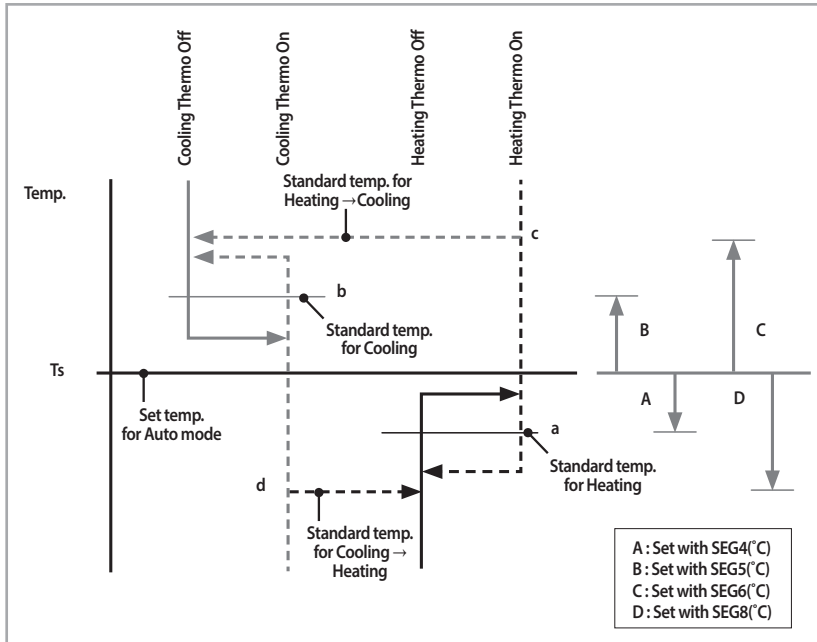 Cooling Thermo Off
Cooling Thermo On
Heating Thermo Off
Heating Thermo On
Temp.
Standard temp. for
Heating →Cooling
c
b
Standard temp.
for Cooling
B
C
Ts
A
D
Set temp.
for Auto mode
a
Standard temp.
for Heating
d
Standard temp.
for Cooling →
Heating
A : Set with SEG4(˚C)
B : Set with SEG5(˚C)
C : Set with SEG6(˚C)
D : Set with SEG8(˚C)